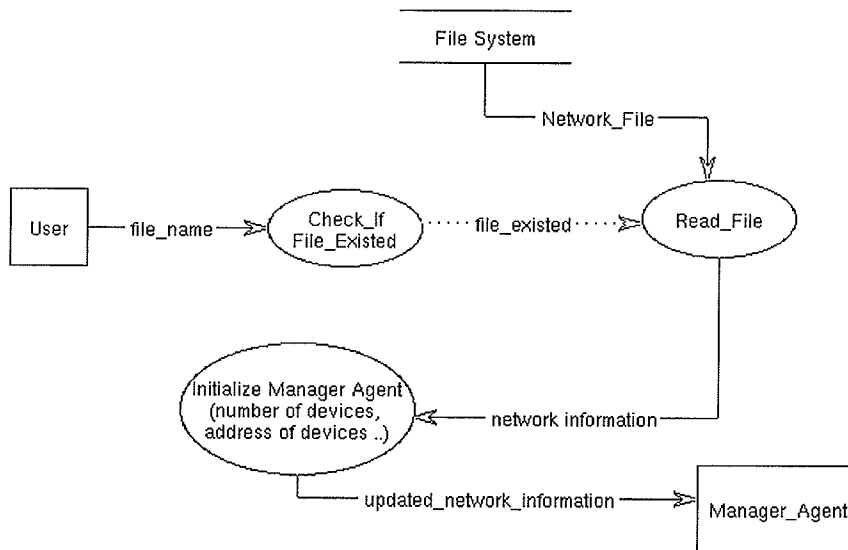 File System
Network_File
User
file_name
Check_If
File_Existed
file_existed
Read_File
Initialize Manager Agent
(number of devices,
address of devices ..)
network information
updated_network_information
Manager_Agent